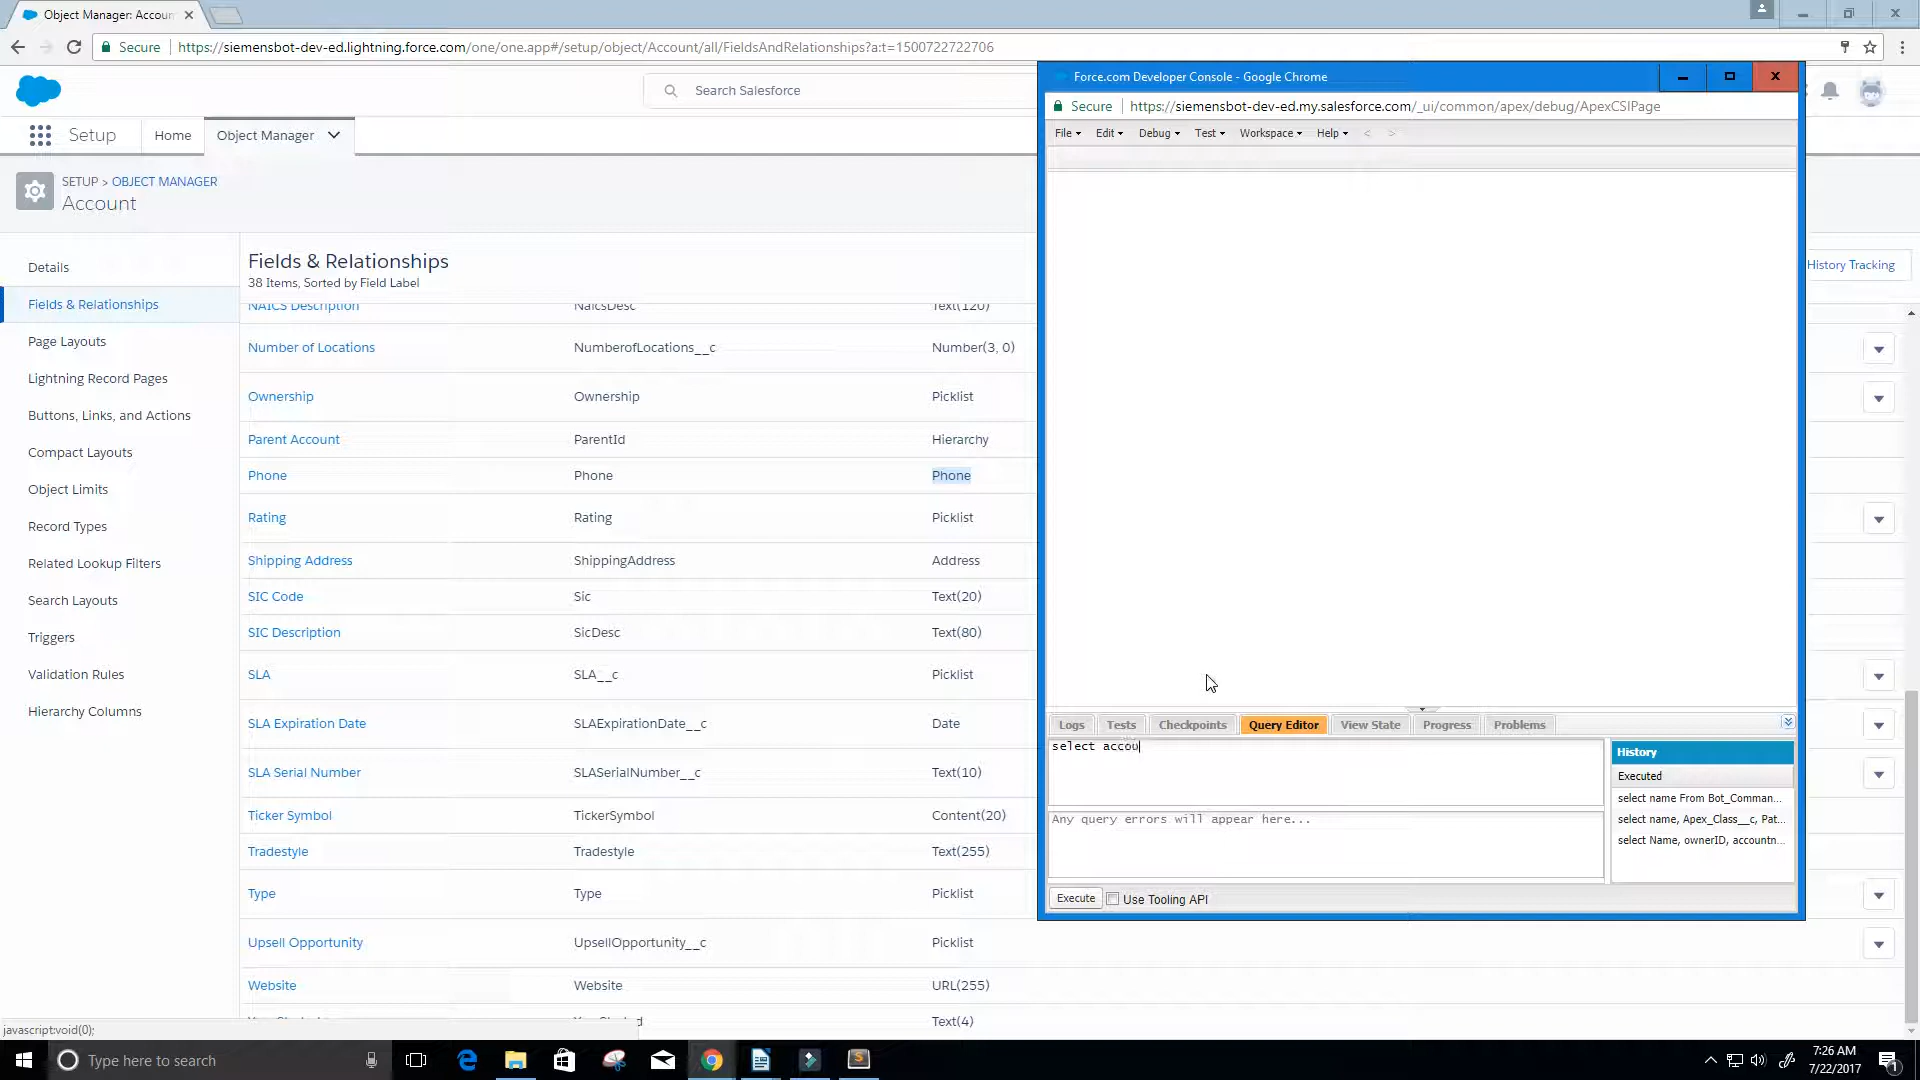 Object Manager: Accoun
Secure https://siemensbot-dev-ed.lightning.force.com/one/one.app#/setup/object/Account/all/FieldsAndRelationships?a:t=1500722722706
Search Salesforce
Setup Home Object Manager
SETUP > OBJECT MANAGER
Account
Details
Fields & Relationships
Page Layouts
Lightning Record Pages
Buttons, Links, and Actions
Compact Layouts
Object Limits
Record Types
Related Lookup Filters
Search Layouts
Triggers
Validation Rules
Hierarchy Columns
Fields & Relationships
38 Items, Sorted by Field Label
History Tracking
NAICS Description NaicsDesc Text(120)
Number of Locations NumberofLocations__c Number(3, 0)
Ownership Ownership Picklist
Parent Account ParentId Hierarchy
Phone Phone Phone
Rating Rating Picklist
Shipping Address ShippingAddress Address
SIC Code Sic Text(20)
SIC Description SicDesc Text(80)
SLA SLA__c Picklist
SLA Expiration Date SLAExpirationDate__c Date
SLA Serial Number SLASerialNumber__c Text(10)
Ticker Symbol TickerSymbol Content(20)
Tradestyle Tradestyle Text(255)
Type Type Picklist
Upsell Opportunity UpsellOpportunity__c Picklist
Website Website URL(255)
Text(4)
javascript:void(0);
Force.com Developer Console - Google Chrome
Secure https://siemensbot-dev-ed.my.salesforce.com/_ui/common/apex/debug/ApexCSIPage
File Edit Debug Test Workspace Help < >
Logs Tests Checkpoints Query Editor View State Progress Problems
select accou
Any query errors will appear here...
History
Executed
select name From Bot_Comman...
select name, Apex_Class__c, Pat...
select Name, ownerID, accountn...
Execute Use Tooling API
Type here to search
7:26 AM
7/22/2017
1